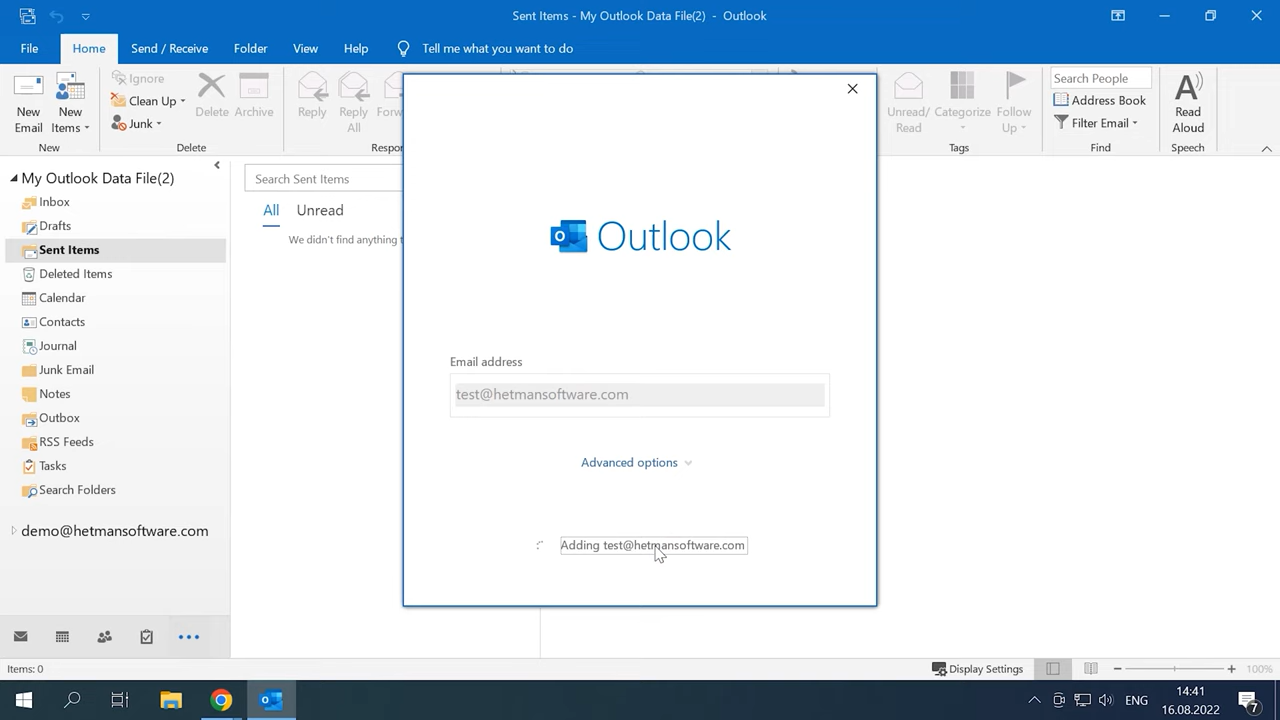 Sent Items - My Outlook Data File(2) - Outlook
File
Home
Send / Receive
Folder
View
Help
Tell me what you want to do
New
Email
New
Items
New
Ignore
Clean Up
Junk
Delete
Archive
Delete
Reply
Reply
All
Unread/
Read
Categorize
Follow
Up
Tags
Search People
Address Book
Filter Email
Find
Read
Aloud
Speech
My Outlook Data File(2)
Inbox
Drafts
Sent Items
Deleted Items
Calendar
Contacts
Journal
Junk Email
Notes
Outbox
RSS Feeds
Tasks
Search Folders
demo@hetmansoftware.com
Search Sent Items
All
Unread
We didn't find anything
Outlook
Email address
test@hetmansoftware.com
Advanced options
Adding test@hetmansoftware.com
Items: 0
Display Settings
100%
ENG
14:41
16.08.2022
7